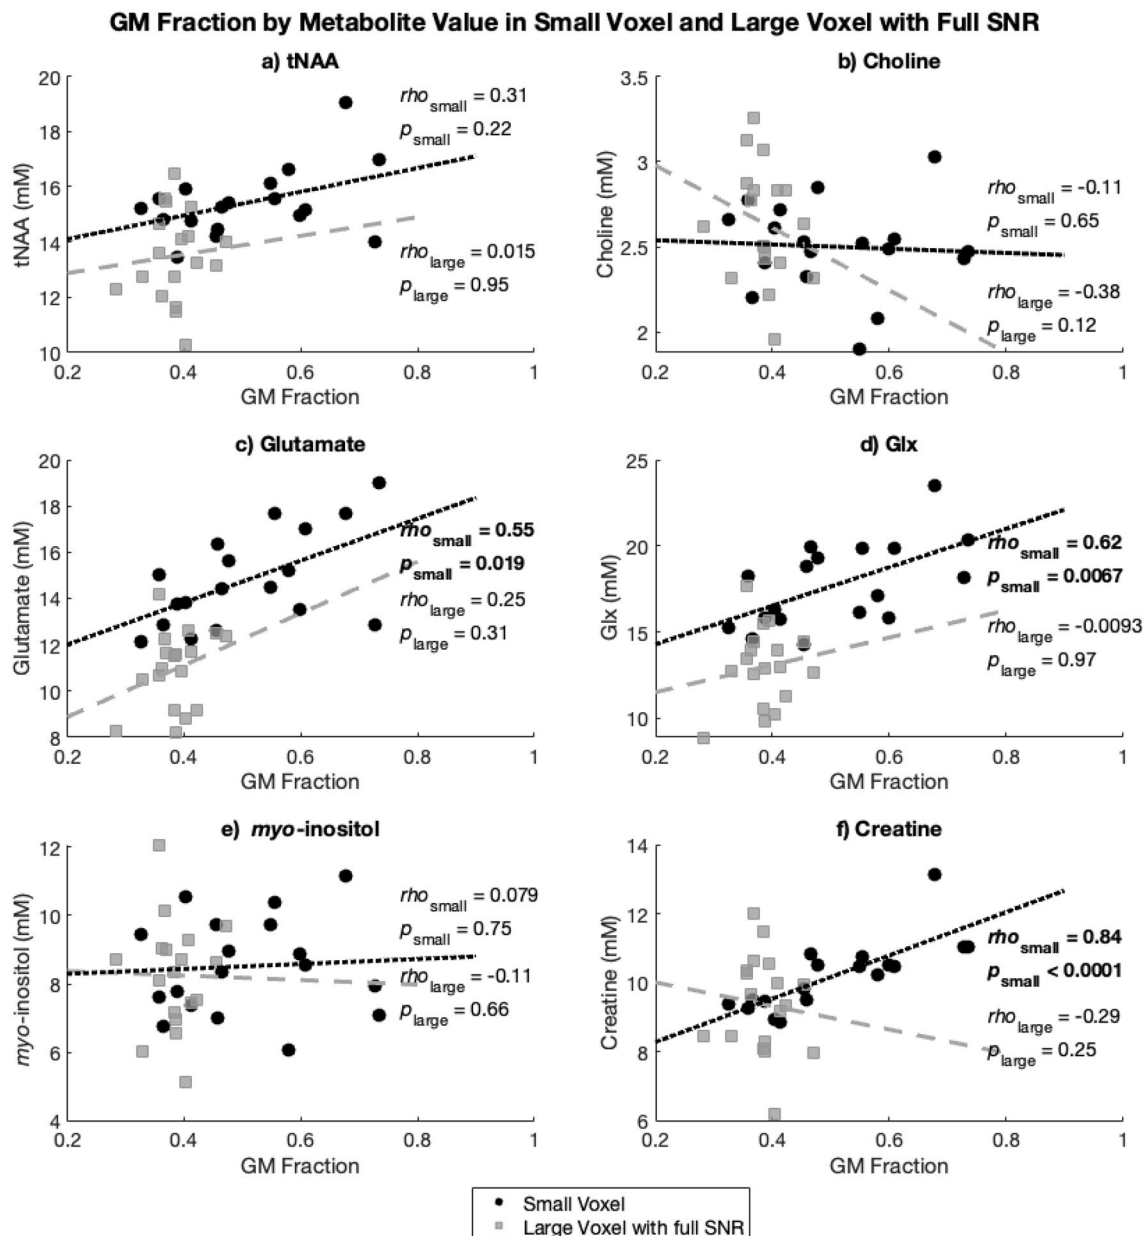 GM Fraction by Metabolite Value in Small Voxel and Large Voxel with Full SNR
a) tNAA
20
18
16
14
12
10
tNAA (mM)
0.2 0.4 0.6 0.8 1
GM Fraction
rho small = 0.31
p small = 0.22
rho large = 0.015
p large = 0.95
b) Choline
3.5
3
2.5
2
Choline (mM)
0.2 0.4 0.6 0.8 1
GM Fraction
rho small = -0.11
p small = 0.65
rho large = -0.38
p large = 0.12
c) Glutamate
20
18
16
14
12
10
8
Glutamate (mM)
0.2 0.4 0.6 0.8 1
GM Fraction
rho small = 0.55
p small = 0.019
rho large = 0.25
p large = 0.31
d) Glx
25
20
15
10
Glx (mM)
0.2 0.4 0.6 0.8 1
GM Fraction
rho small = 0.62
p small = 0.0067
rho large = -0.0093
p large = 0.97
e) myo-inositol
12
10
8
6
4
myo-inositol (mM)
0.2 0.4 0.6 0.8 1
GM Fraction
rho small = 0.079
p small = 0.75
rho large = -0.11
p large = 0.66
f) Creatine
14
12
10
8
6
Creatine (mM)
0.2 0.4 0.6 0.8 1
GM Fraction
rho small = 0.84
p small < 0.0001
rho large = -0.29
p large = 0.25
Small Voxel
Large Voxel with full SNR